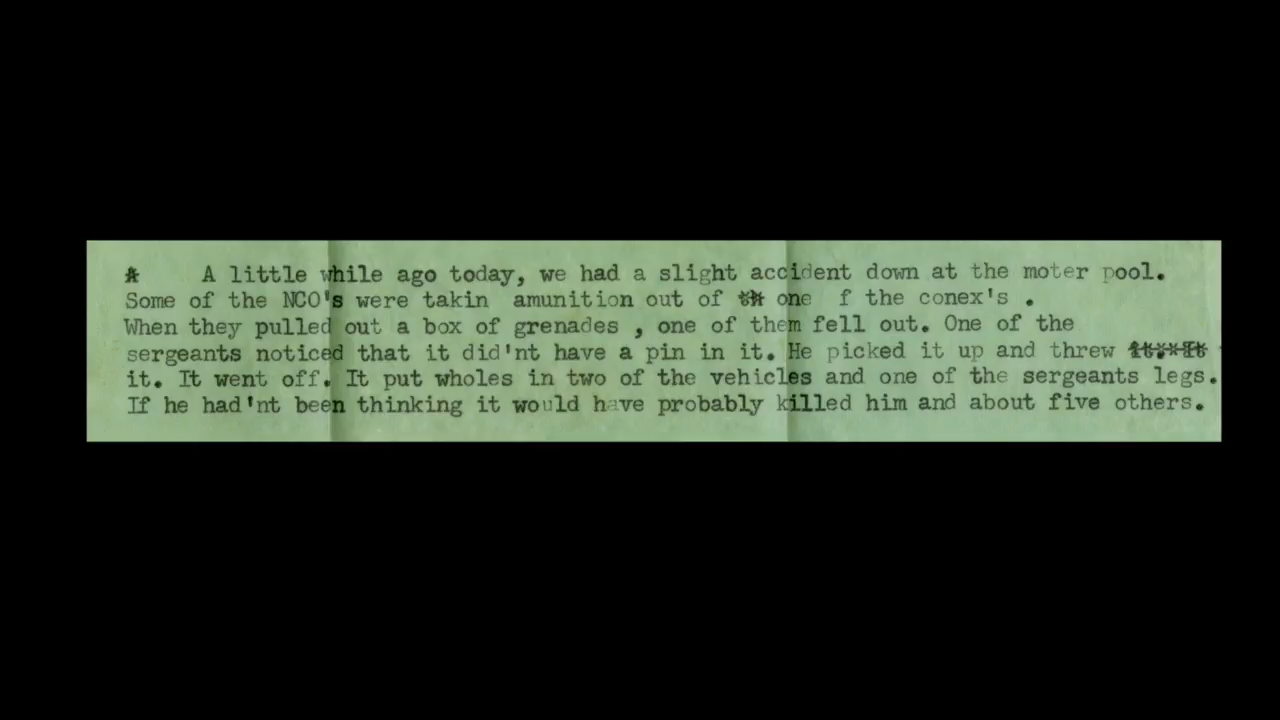 A little while ago today, we had a slight accident down at the moter pool.
Some of the NCO's were takin amunition out of one f the conex's .
When they pulled out a box of grenades , one of them fell out. One of the
sergeants noticed that it did'nt have a pin in it. He picked it up and threw
it. It went off. It put wholes in two of the vehicles and one of the sergeants legs.
If he had'nt been thinking it would have probably killed him and about five others.